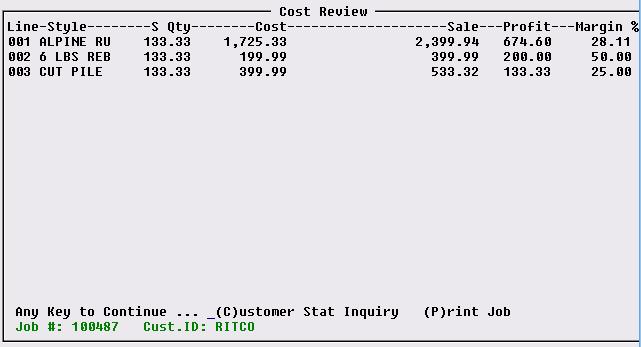 Cost Review
Line-Style--------S Qty-------Cost--------------------Sale---Profit---Margin %
001 ALPINE RU 133.33 1,725.33 2,399.94 674.60 28.11
002 6 LBS REB 133.33 199.99 399.99 200.00 50.00
003 CUT PILE 133.33 399.99 533.32 133.33 25.00
Any Key to Continue ... _(C)ustomer Stat Inquiry (P)rint Job
Job #: 100487 Cust.ID: RITCO